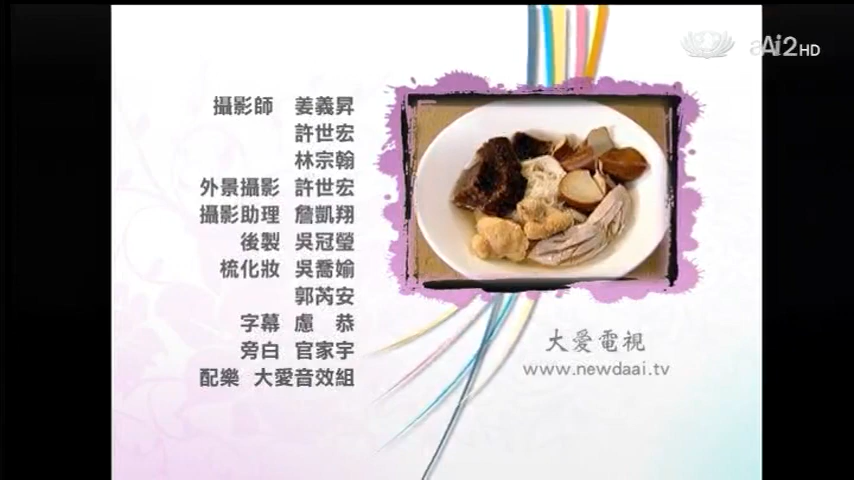 aAi2HD
攝影師 姜義昇
許世宏
林宗翰
外景攝影 許世宏
攝影助理 詹凱翔
後製 吳冠瑩
梳化妝 吳喬媮
郭芮安
字幕 慮 恭
旁白 官家宇
配樂 大愛音效組
大愛電視
www.newdaai.tv